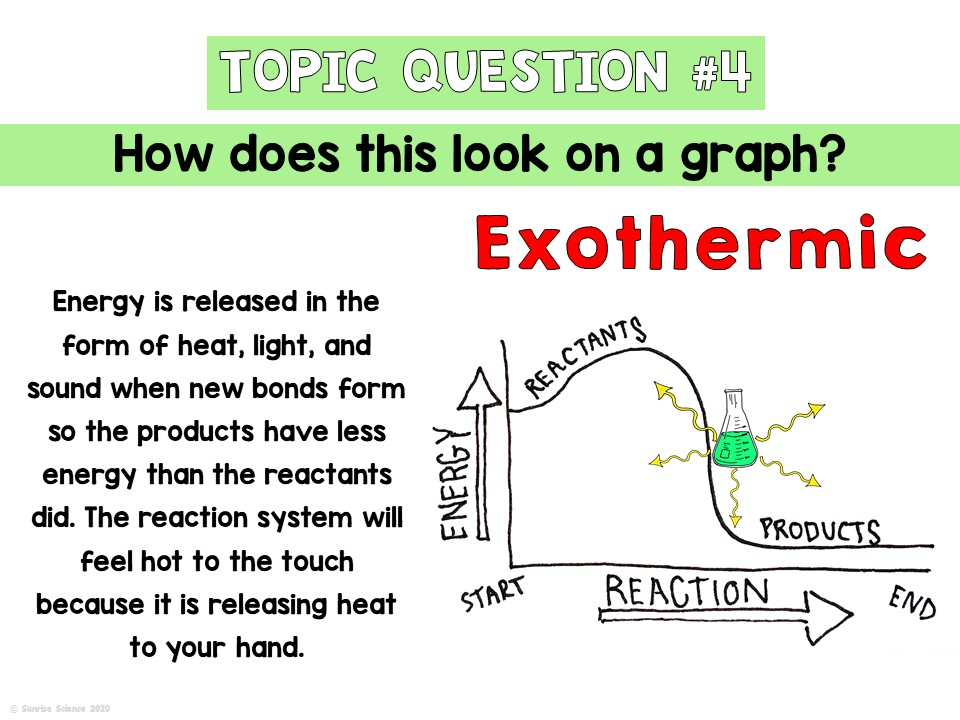 TOPIC QUESTION #4
How does this look on a graph?
Exothermic
Energy is released in the
form of heat, light, and
sound when new bonds form
so the products have less
energy than the reactants
did. The reaction system will
feel hot to the touch
because it is releasing heat
to your hand.
REACTANTS
ENERGY
PRODUCTS
START
REACTION
END
© Sunrise Science 2020